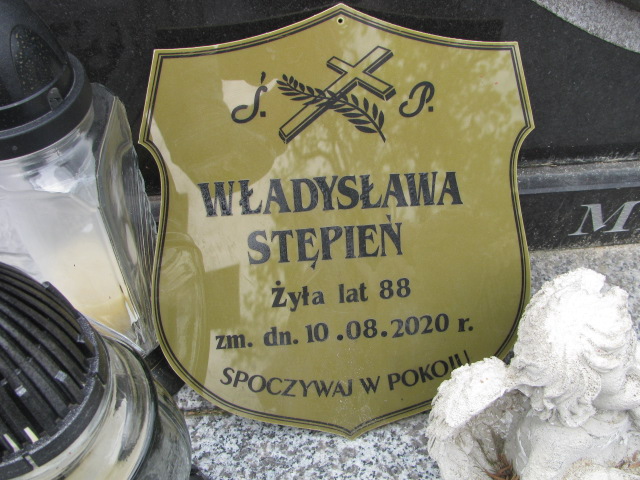 Ś. P.
WŁADYSŁAWA
STĘPIEŃ
Żyła lat 88
zm. dn. 10.08.2020 r.
SPOCZYWAJ W POKOJU
M